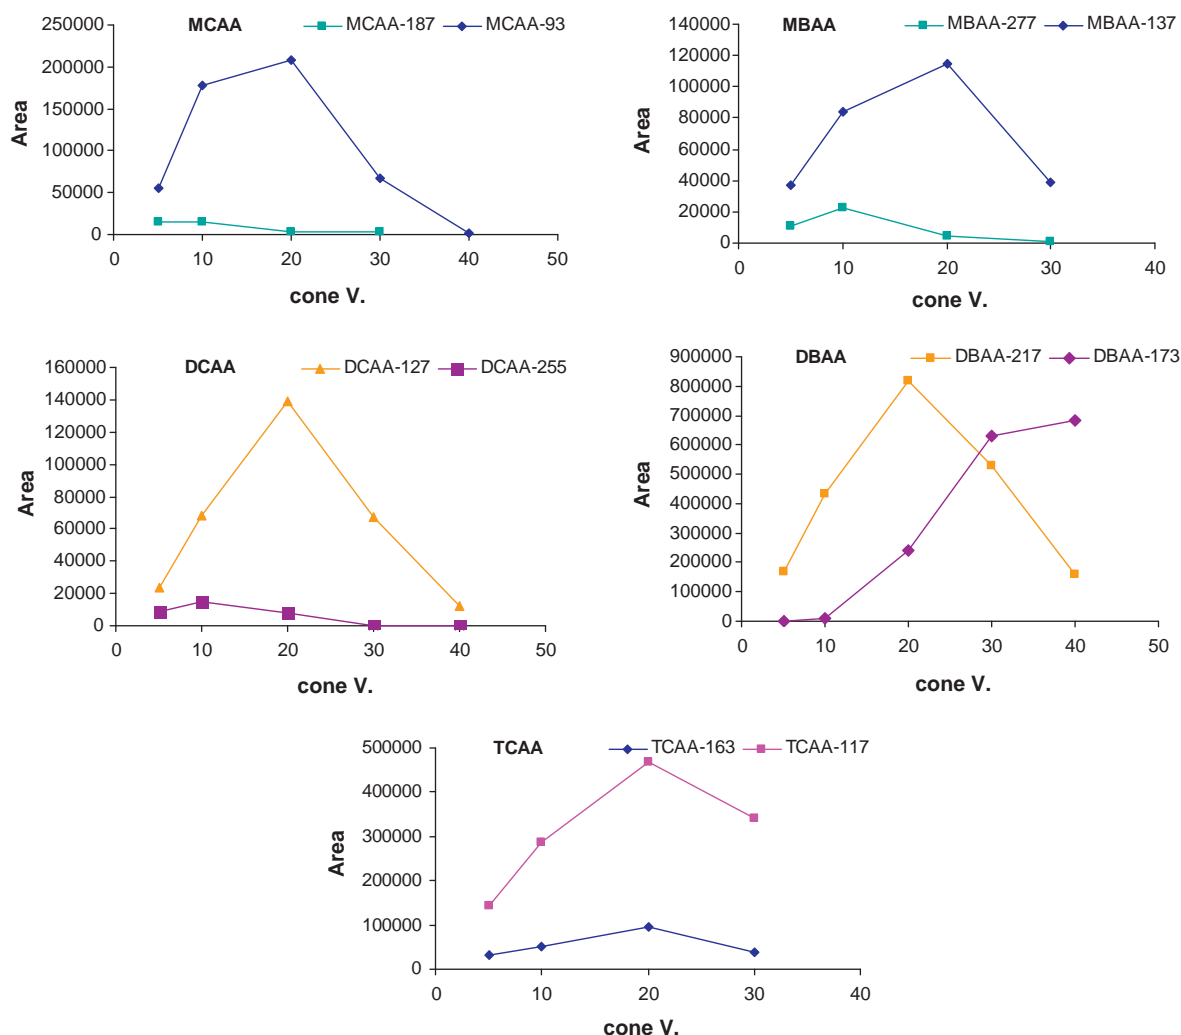 MCAA
MCAA-187
MCAA-93
250000
200000
150000
100000
50000
0
Area
0 10 20 30 40 50
cone V.
MBAA
MBAA-277
MBAA-137
140000
120000
100000
80000
60000
40000
20000
0
Area
0 10 20 30 40
cone V.
DCAA
DCAA-127
DCAA-255
160000
140000
120000
100000
80000
60000
40000
20000
0
Area
0 10 20 30 40 50
cone V.
DBAA
DBAA-217
DBAA-173
900000
800000
700000
600000
500000
400000
300000
200000
100000
0
Area
0 10 20 30 40 50
cone V.
TCAA
TCAA-163
TCAA-117
500000
400000
300000
200000
100000
0
Area
0 10 20 30 40
cone V.